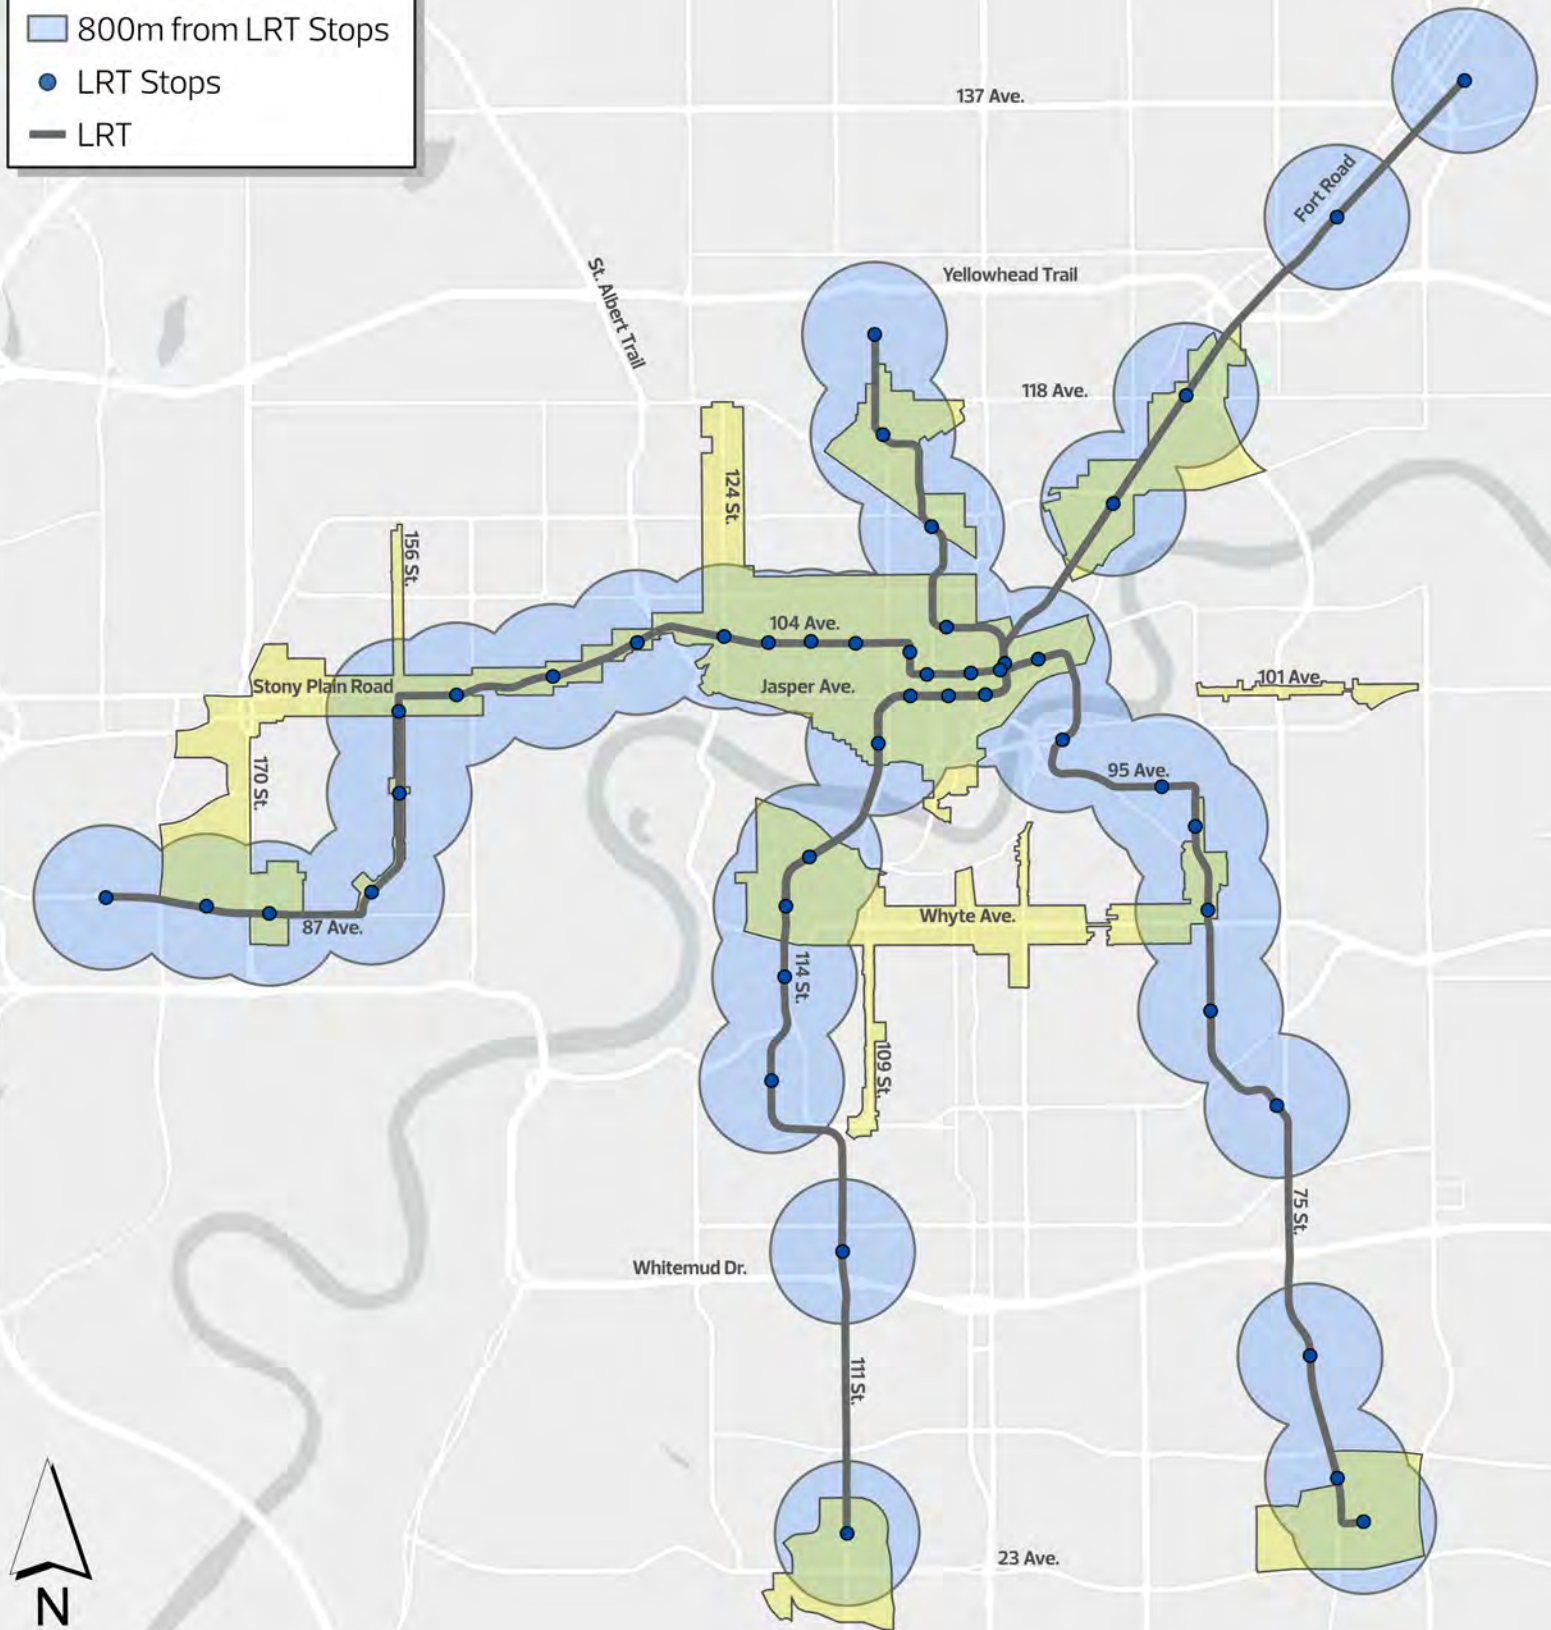 800m from LRT Stops
LRT Stops
LRT
137 Ave.
Fort Road
Yellowhead Trail
St. Albert Trail
118 Ave.
124 St.
156 St.
104 Ave.
Stony Plain Road
Jasper Ave.
101 Ave.
170 St.
95 Ave.
87 Ave.
Whyte Ave.
114 St.
109 St.
75 St.
Whitemud Dr.
111 St.
23 Ave.
N